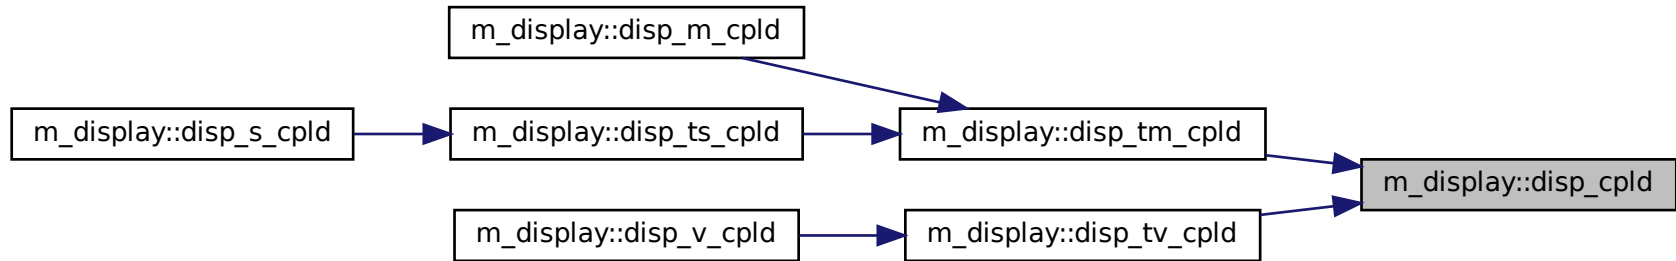 m_display::disp_m_cpld
m_display::disp_s_cpld
m_display::disp_ts_cpld
m_display::disp_tm_cpld
m_display::disp_cpld
m_display::disp_v_cpld
m_display::disp_tv_cpld